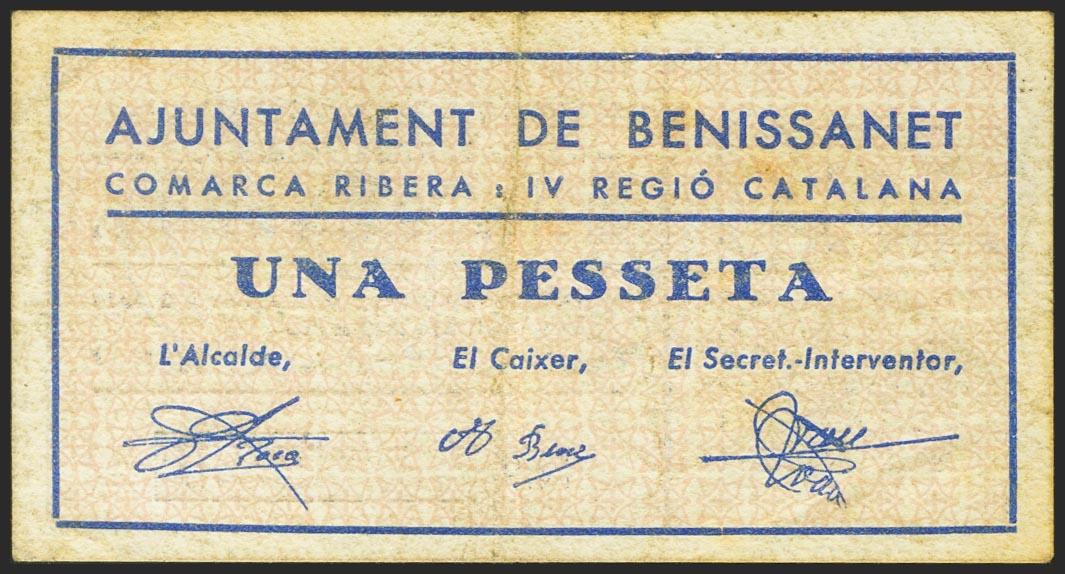 AJUNTAMENT DE BENISSANET
COMARCA RIBERA : IV REGIÓ CATALANA
UNA PESSETA
L'Alcalde, El Caixer, El Secret.-Interventor,